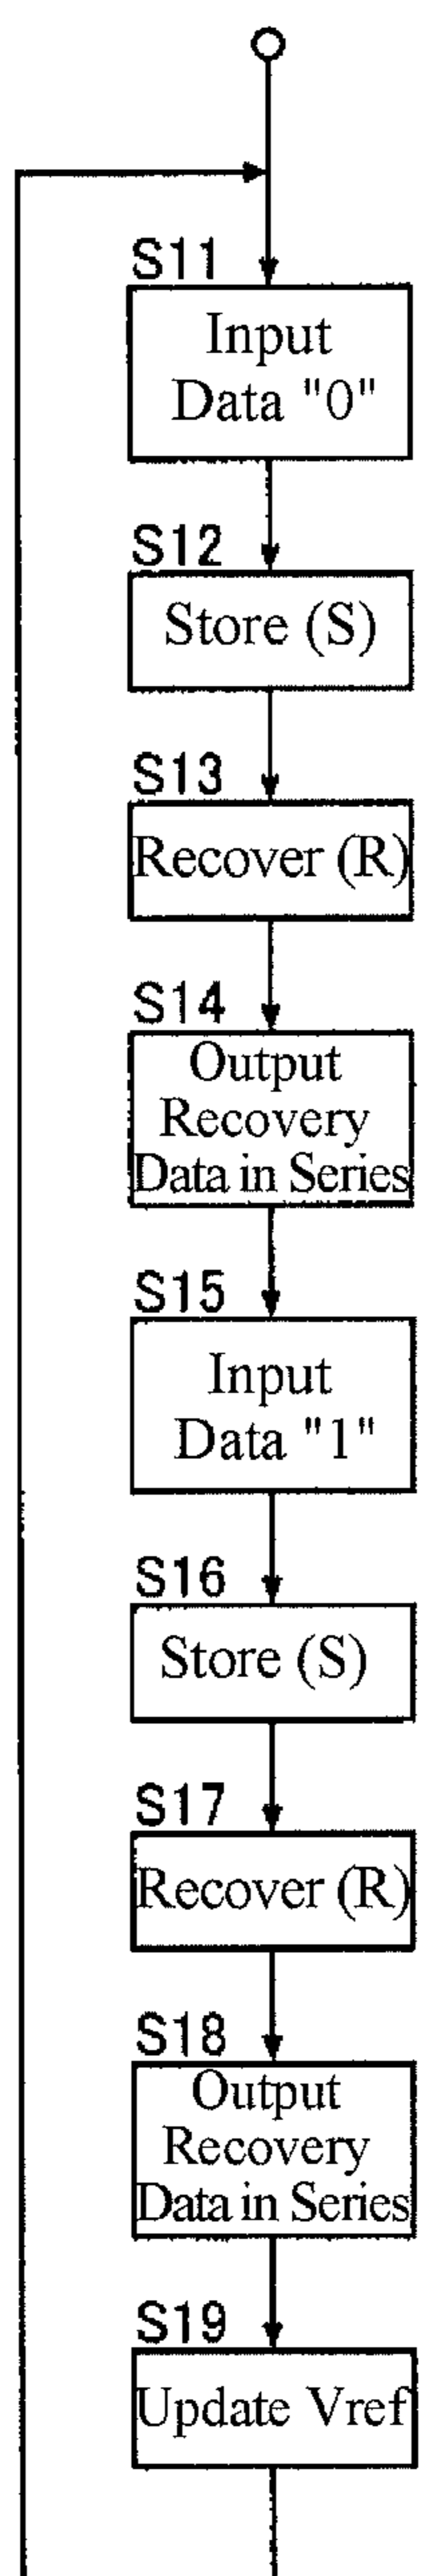 S11
Input
Data "0"
S12
Store (S)
S13
Recover (R)
S14
Output
Recovery
Data in Series
S15
Input
Data "1"
S16
Store (S)
S17
Recover (R)
S18
Output
Recovery
Data in Series
S19
Update Vref